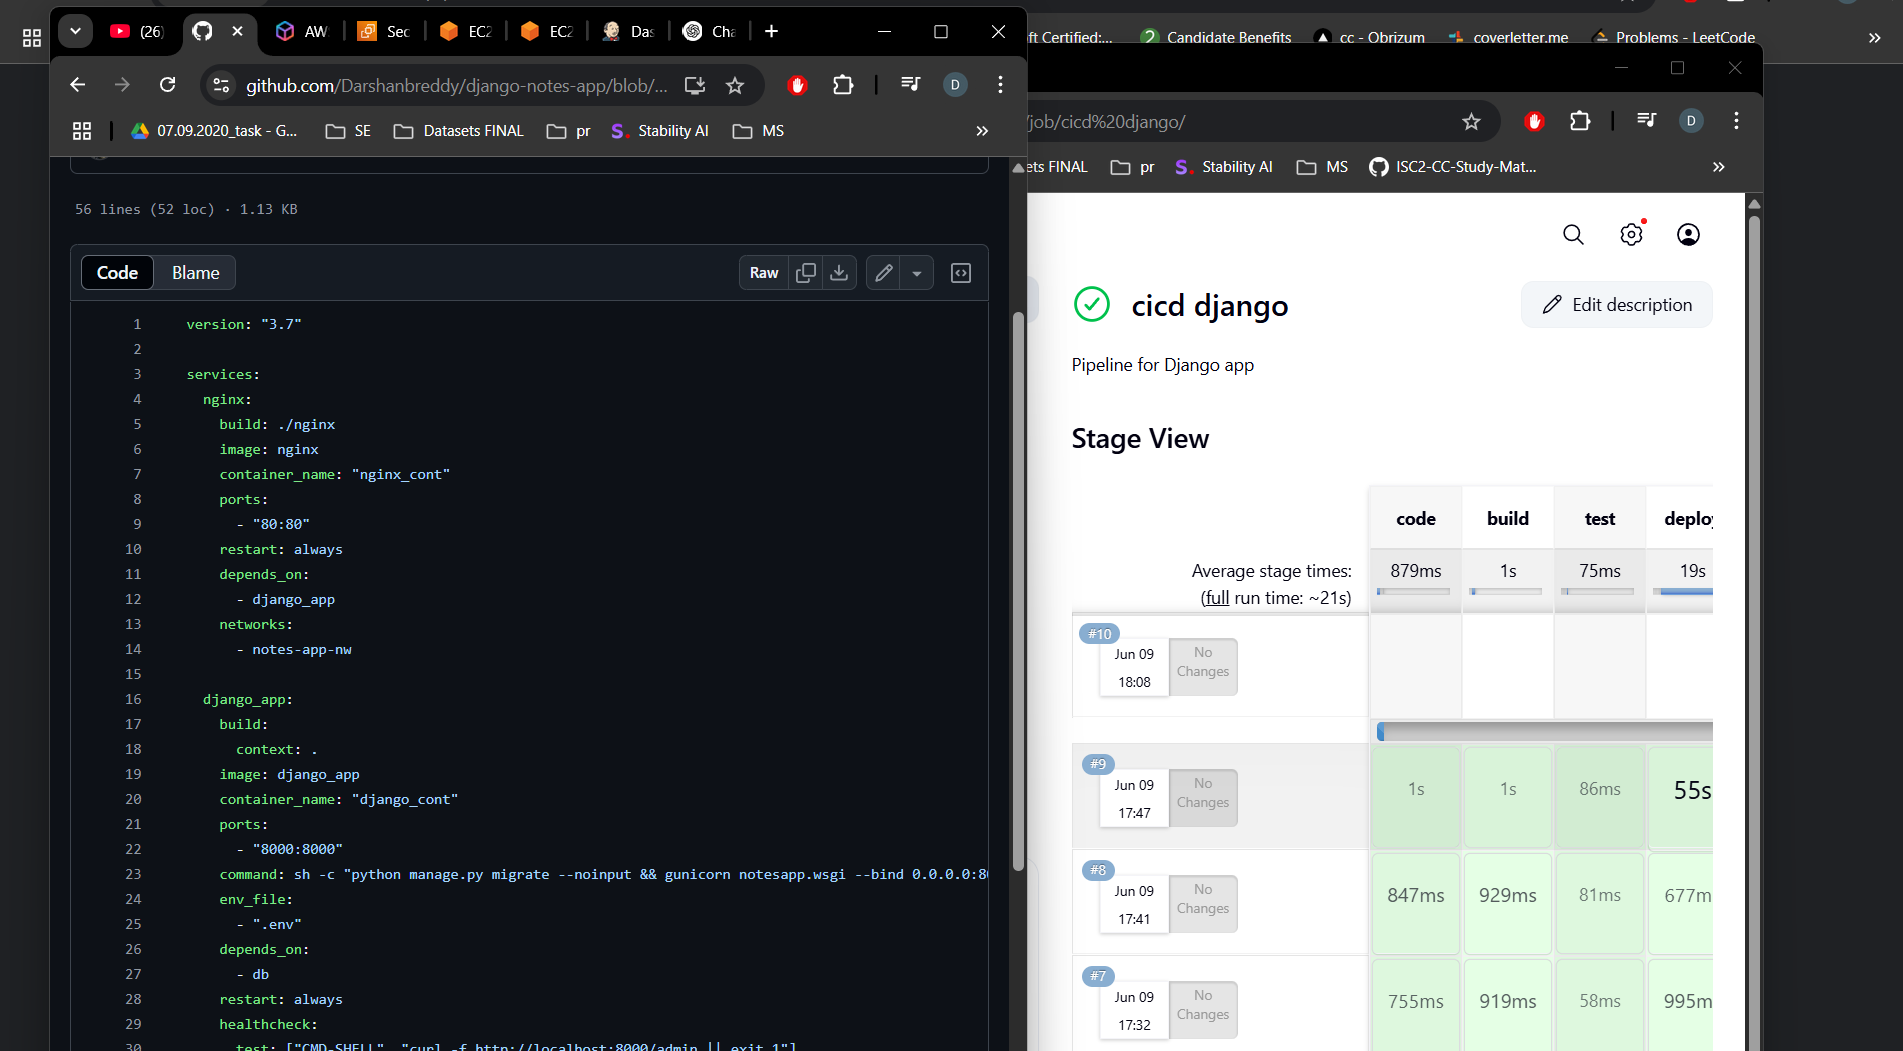 (26)
AW
Sec
EC2
EC2
Das
Cha
github.com/Darshanbreddy/django-notes-app/blob/...
D
07.09.2020_task - G...
SE
Datasets FINAL
pr
Stability AI
MS
56 lines (52 loc) · 1.13 KB
Code
Blame
Raw
1 version: "3.7"
2
3 services:
4 nginx:
5 build: ./nginx
6 image: nginx
7 container_name: "nginx_cont"
8 ports:
9 - "80:80"
10 restart: always
11 depends_on:
12 - django_app
13 networks:
14 - notes-app-nw
15
16 django_app:
17 build:
18 context: .
19 image: django_app
20 container_name: "django_cont"
21 ports:
22 - "8000:8000"
23 command: sh -c "python manage.py migrate --noinput && gunicorn notesapp.wsgi --bind 0.0.0.0:80
24 env_file:
25 - ".env"
26 depends_on:
27 - db
28 restart: always
29 healthcheck:
30 test: ["CMD-SHELL", "curl -f http://localhost:8000/admin || exit 1"]
ft Certified:...
Candidate Benefits
cc - Obrizum
coverletter.me
Problems - LeetCode
/job/cicd%20django/
D
ets FINAL
pr
Stability AI
MS
ISC2-CC-Study-Mat...
cicd django
Edit description
Pipeline for Django app
Stage View
code build test deploy
Average stage times:
(full run time: ~21s)
879ms 1s 75ms 19s
#10
Jun 09
18:08
No
Changes
#9
Jun 09
17:47
No
Changes
1s 1s 86ms 55s
#8
Jun 09
17:41
No
Changes
847ms 929ms 81ms 677m
#7
Jun 09
17:32
No
Changes
755ms 919ms 58ms 995m